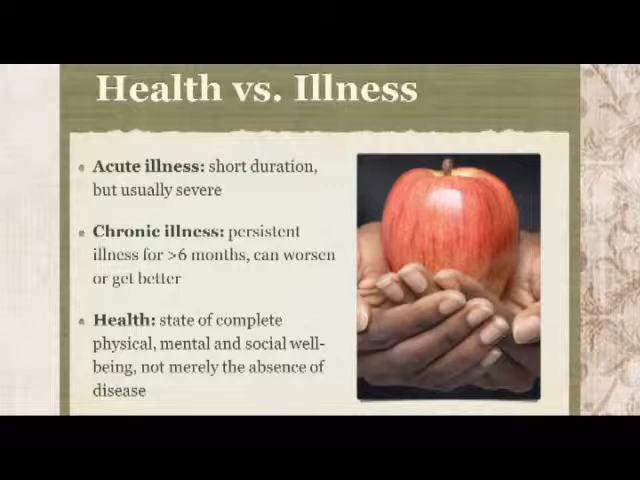 Health vs. Illness
Acute illness: short duration,
but usually severe
Chronic illness: persistent
illness for >6 months, can worsen
or get better
Health: state of complete
physical, mental and social well-
being, not merely the absence of
disease